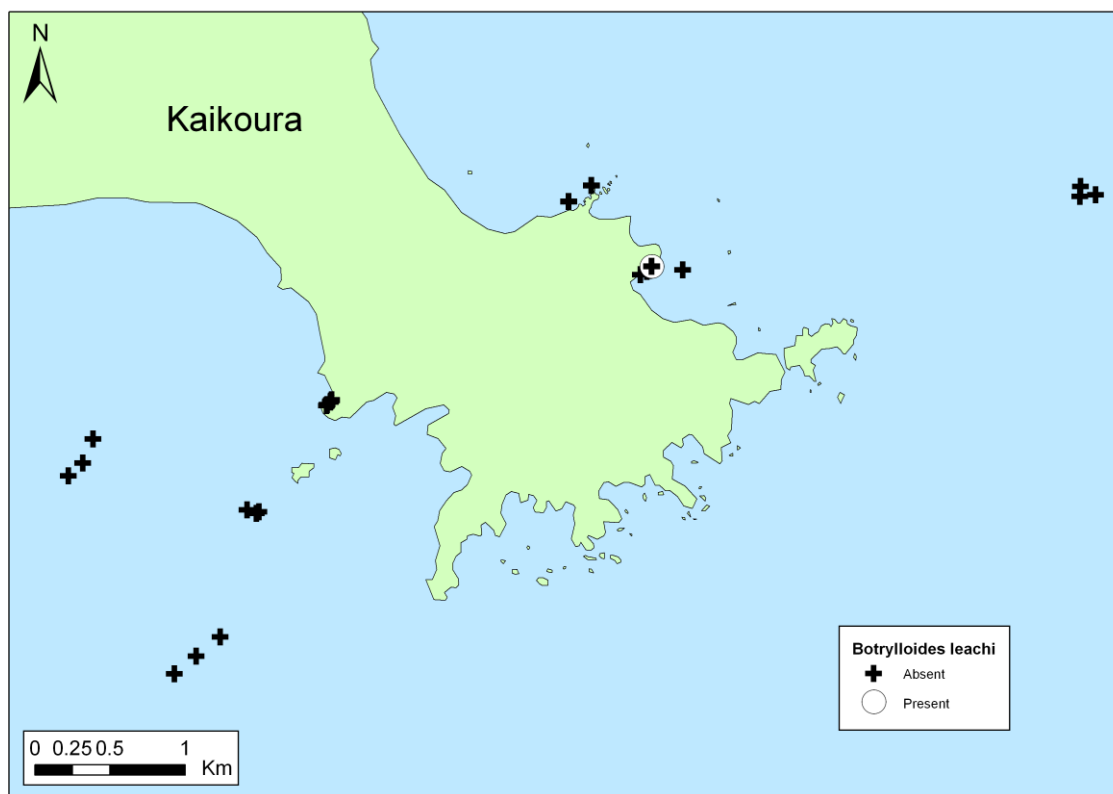 N
Kaikoura
Botrylloides leachi
Absent
Present
0 0.25 0.5 1
Km